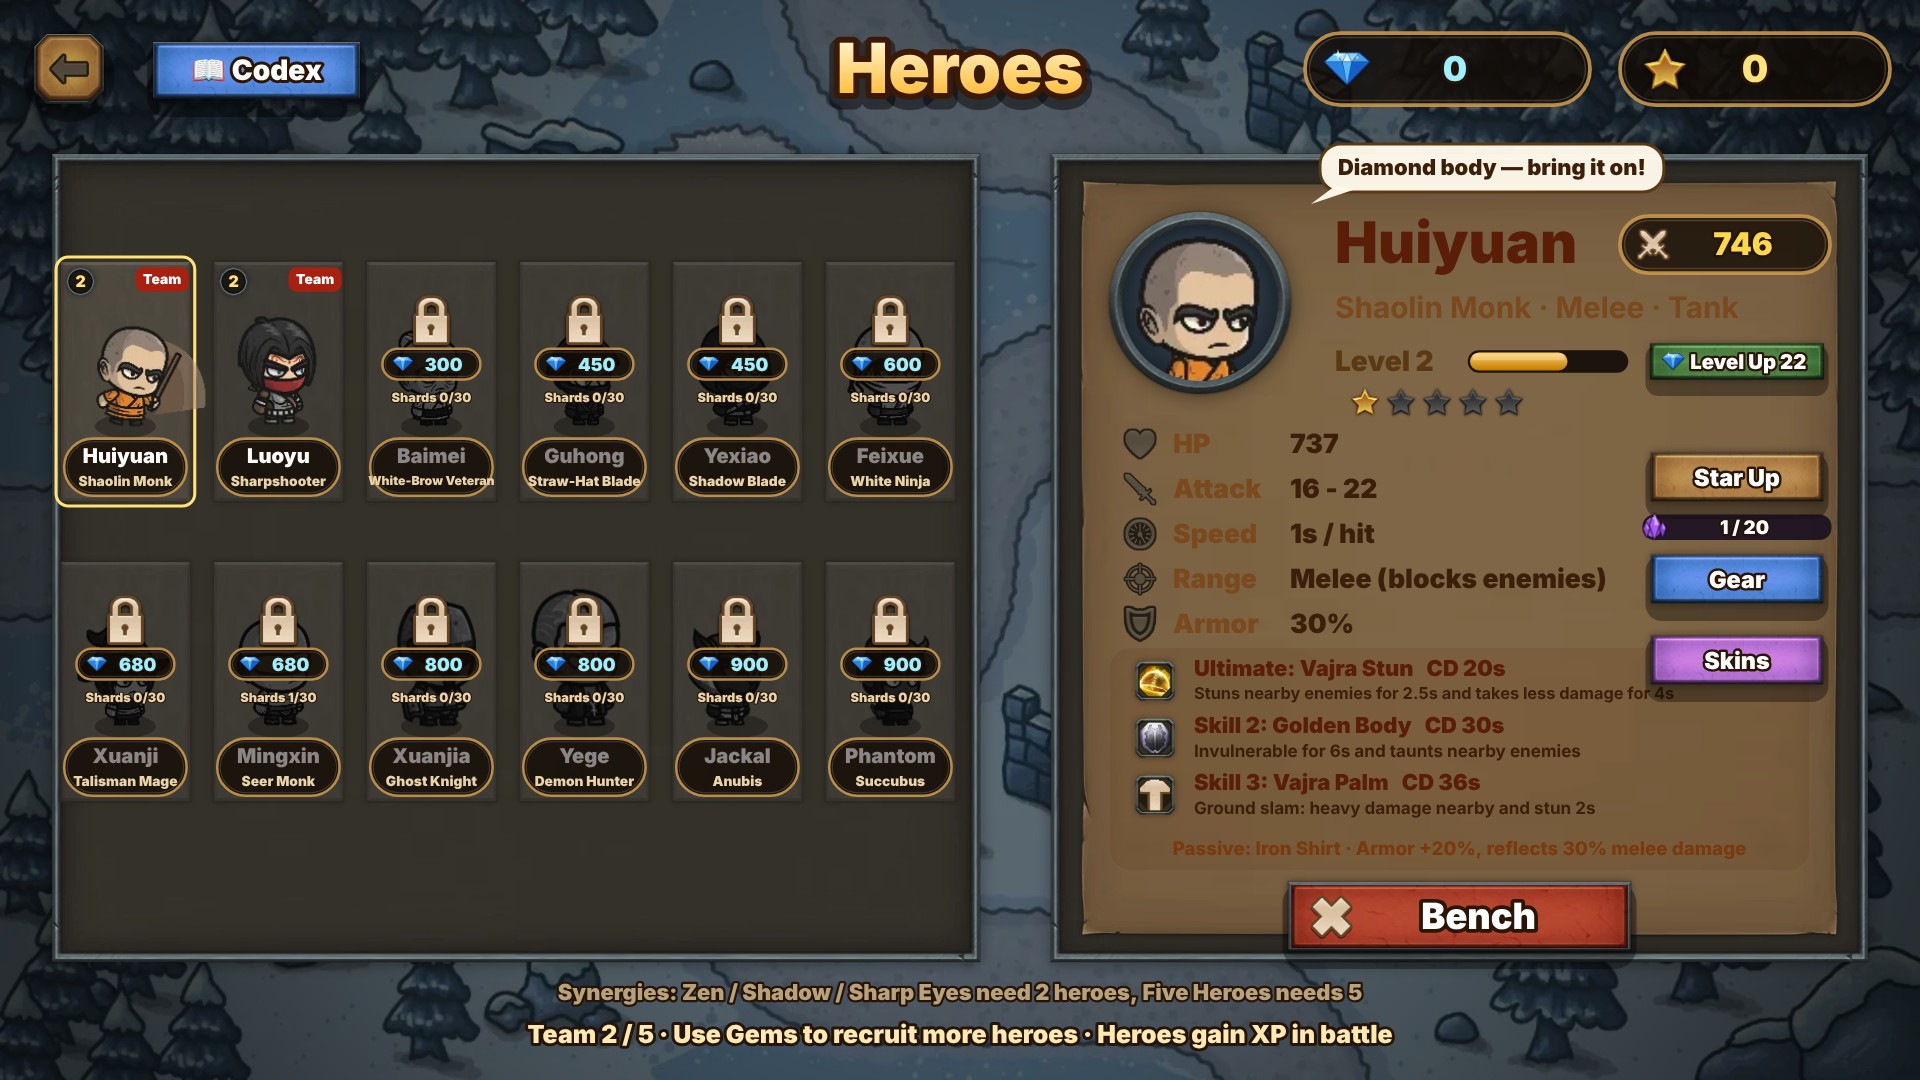 Codex
Heroes
0
0
2
Team
Huiyuan
Shaolin Monk
2
Team
Luoyu
Sharpshooter
300
Shards 0/30
Baimei
White-Brow Veteran
450
Shards 0/30
Guhong
Straw-Hat Blade
450
Shards 0/30
Yexiao
Shadow Blade
600
Shards 0/30
Feixue
White Ninja
680
Shards 0/30
Xuanji
Talisman Mage
680
Shards 1/30
Mingxin
Seer Monk
800
Shards 0/30
Xuanjia
Ghost Knight
800
Shards 0/30
Yege
Demon Hunter
900
Shards 0/30
Jackal
Anubis
900
Shards 0/30
Phantom
Succubus
Diamond body — bring it on!
Huiyuan
746
Shaolin Monk · Melee · Tank
Level 2
Level Up 22
HP 737
Attack 16 - 22
Speed 1s / hit
Range Melee (blocks enemies)
Armor 30%
Star Up
1 / 20
Gear
Skins
Ultimate: Vajra Stun CD 20s
Stuns nearby enemies for 2.5s and takes less damage for 4s
Skill 2: Golden Body CD 30s
Invulnerable for 6s and taunts nearby enemies
Skill 3: Vajra Palm CD 36s
Ground slam: heavy damage nearby and stun 2s
Passive: Iron Shirt · Armor +20%, reflects 30% melee damage
Bench
Synergies: Zen / Shadow / Sharp Eyes need 2 heroes, Five Heroes needs 5
Team 2 / 5 · Use Gems to recruit more heroes · Heroes gain XP in battle